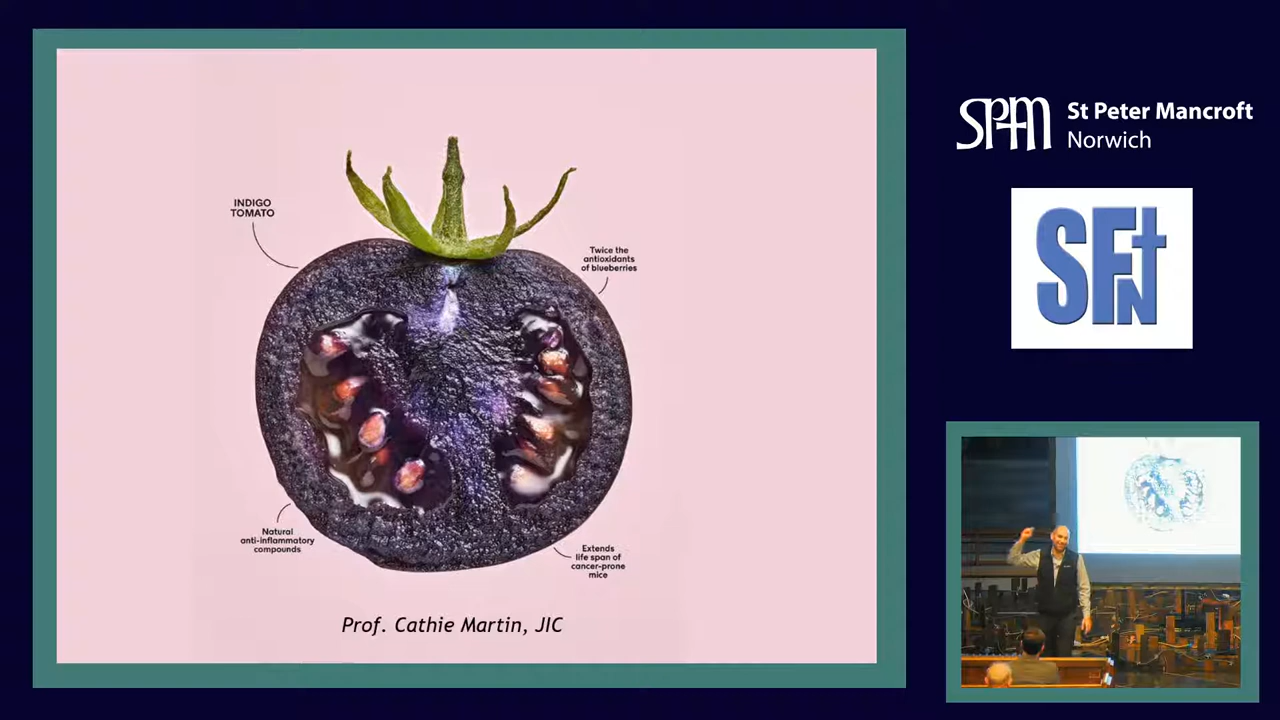 INDIGO
TOMATO
Twice the
antioxidants
of blueberries
Natural
anti-inflammatory
compounds
Extends
life span of
cancer-prone
mice
Prof. Cathie Martin, JIC
SPM
St Peter Mancroft
Norwich
SFN